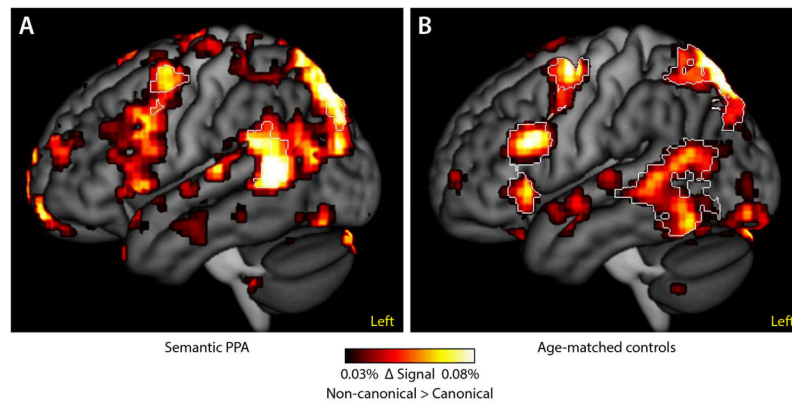 A
B
Left
Left
Semantic PPA
Age-matched controls
0.03% Δ Signal 0.08%
Non-canonical > Canonical